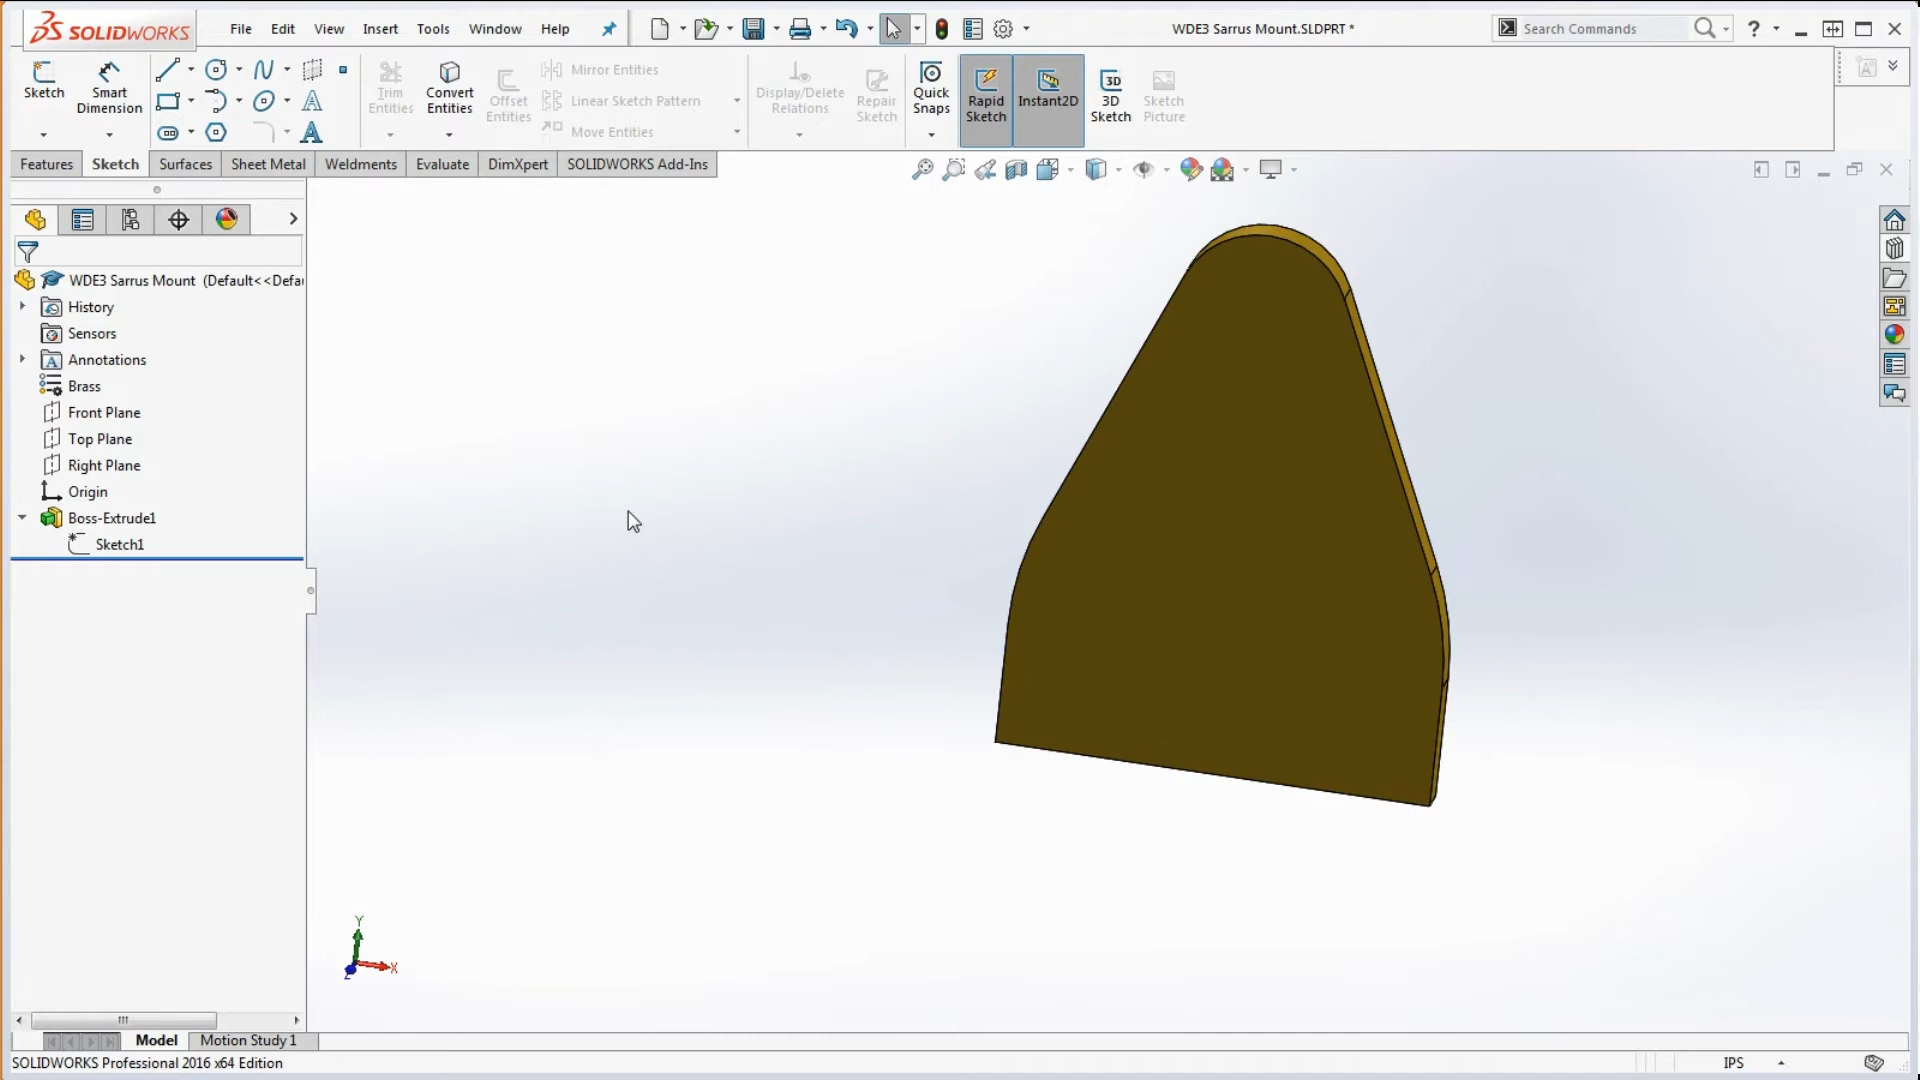 SOLIDWORKS File Edit View Insert Tools Window Help WDE3 Sarrus Mount.SLDPRT * Search Commands ?
Sketch Smart Dimension Trim Entities Convert Entities Offset Entities Mirror Entities Linear Sketch Pattern Move Entities Display/Delete Relations Repair Sketch Quick Snaps Rapid Sketch Instant2D 3D Sketch Sketch Picture
Features Sketch Surfaces Sheet Metal Weldments Evaluate DimXpert SOLIDWORKS Add-Ins
WDE3 Sarrus Mount (Default<<Defa
History
Sensors
Annotations
Brass
Front Plane
Top Plane
Right Plane
Origin
Boss-Extrude1
Sketch1
Y
X
Z
Model Motion Study 1
SOLIDWORKS Professional 2016 x64 Edition IPS